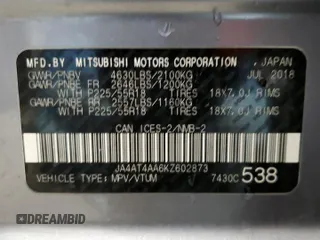 MFD.BY MITSUBISHI MOTORS CORPORATION, JAPAN
GWVR/PNBV 4630LBS/2100KG JUL 2018
GAWR/PNBE FR 2646LBS/1200KG
WITH P225/55R18 TIRES 18X7.0J RIMS
GAWR/PNBE RR 2557LBS/1160KG
WITH P225/55R18 TIRES 18X7.0J RIMS
CAN ICES-2/NMB-2
JA4AT4AA6KZ602873
VEHICLE TYPE: MPV/VTUM 7430C 538
© DREAMBID